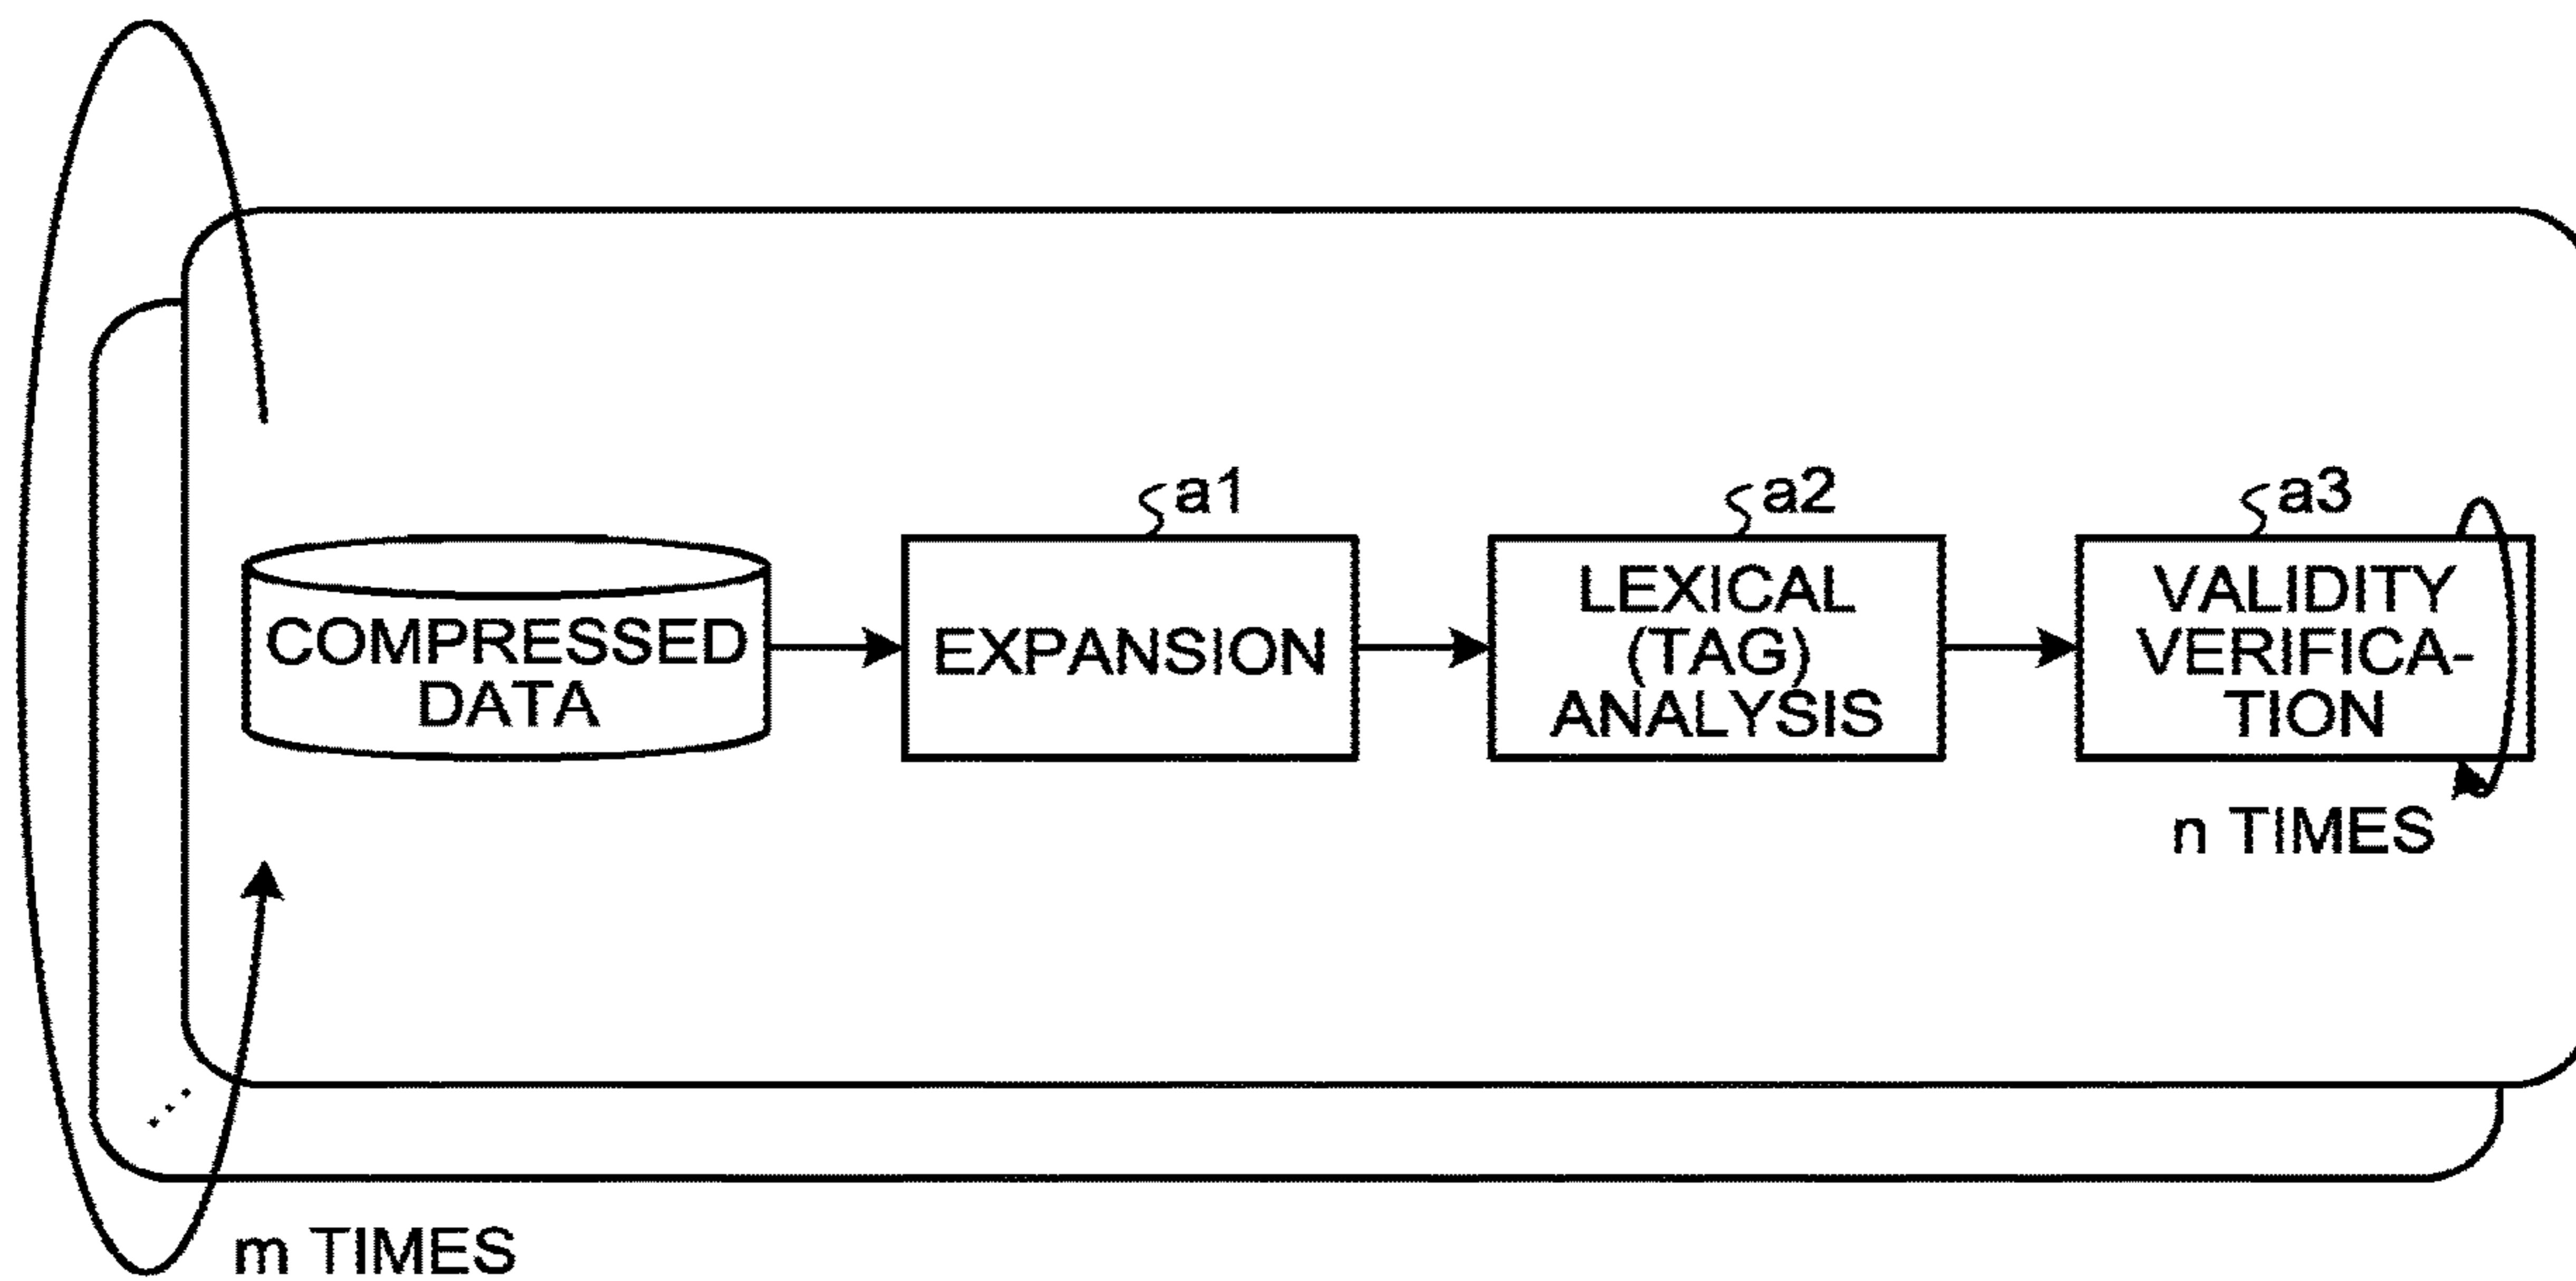 a1
a2
a3
COMPRESSED
DATA
EXPANSION
LEXICAL
(TAG)
ANALYSIS
VALIDITY
VERIFICA-
TION
n TIMES
m TIMES